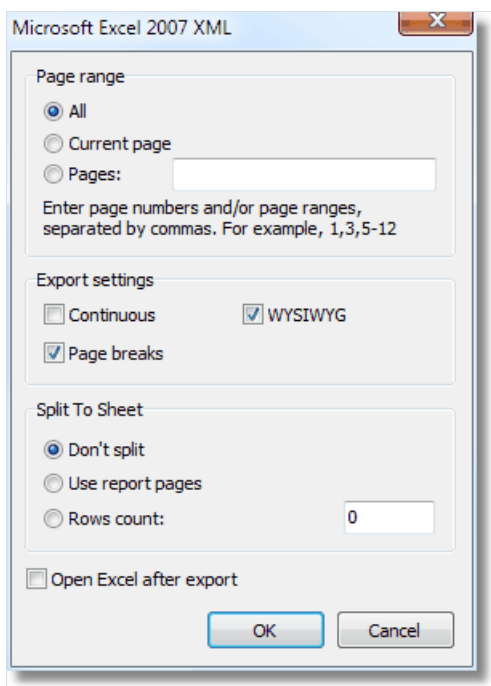 Microsoft Excel 2007 XML
Page range
All
Current page
Pages:
Enter page numbers and/or page ranges,
separated by commas. For example, 1,3,5-12
Export settings
Continuous WYSIWYG
Page breaks
Split To Sheet
Don't split
Use report pages
Rows count: 0
Open Excel after export
OK Cancel